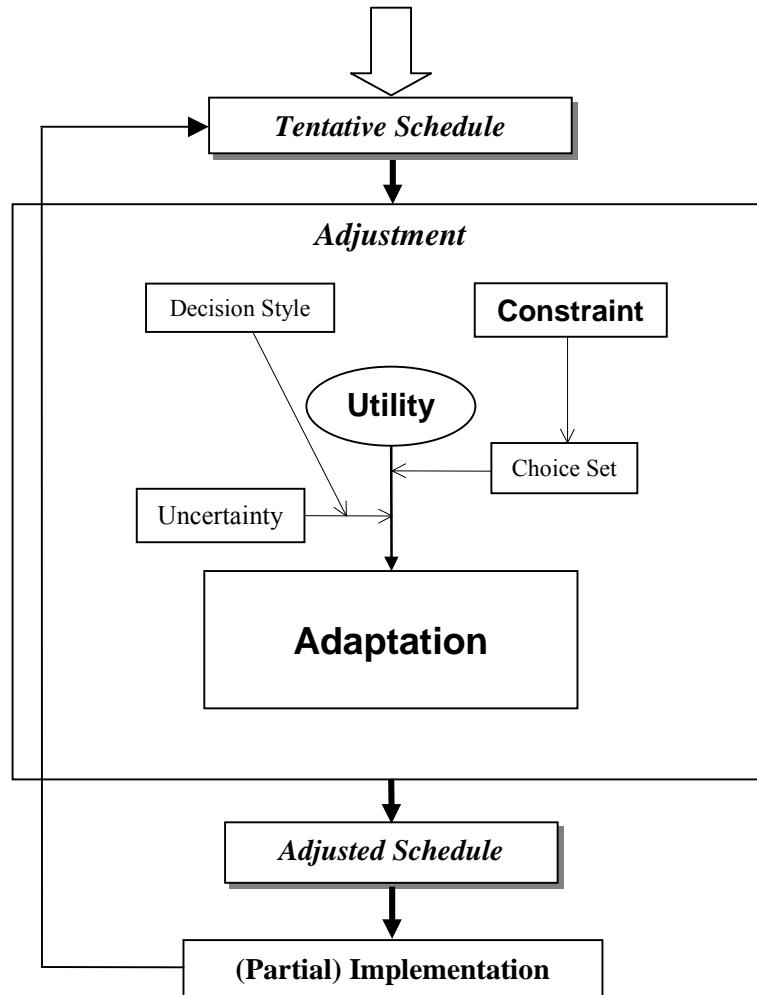 Tentative Schedule
Adjustment
Decision Style
Constraint
Utility
Choice Set
Uncertainty
Adaptation
Adjusted Schedule
(Partial) Implementation